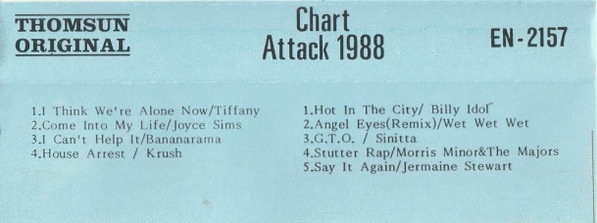 THOMSUN
ORIGINAL
Chart
Attack 1988
EN-2157
1.I Think We're Alone Now/Tiffany
2.Come Into My Life/Joyce Sims
3.I Can't Help It/Bananarama
4.House Arrest / Krush
1.Hot In The City/ Billy Idol
2.Angel Eyes(Remix)/Wet Wet Wet
3.G.T.O. / Sinitta
4.Stutter Rap/Morris Minor&The Majors
5.Say It Again/Jermaine Stewart